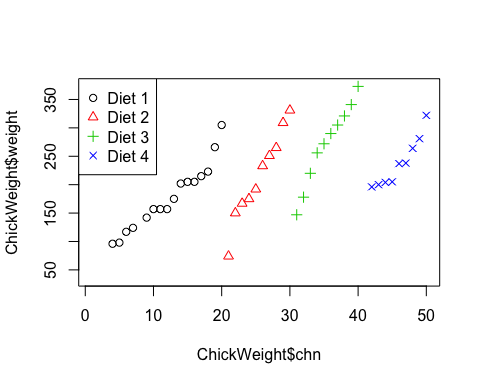 Diet 1
Diet 2
Diet 3
Diet 4
350
250
150
50
ChickWeight$weight
0 10 20 30 40 50
ChickWeight$chn